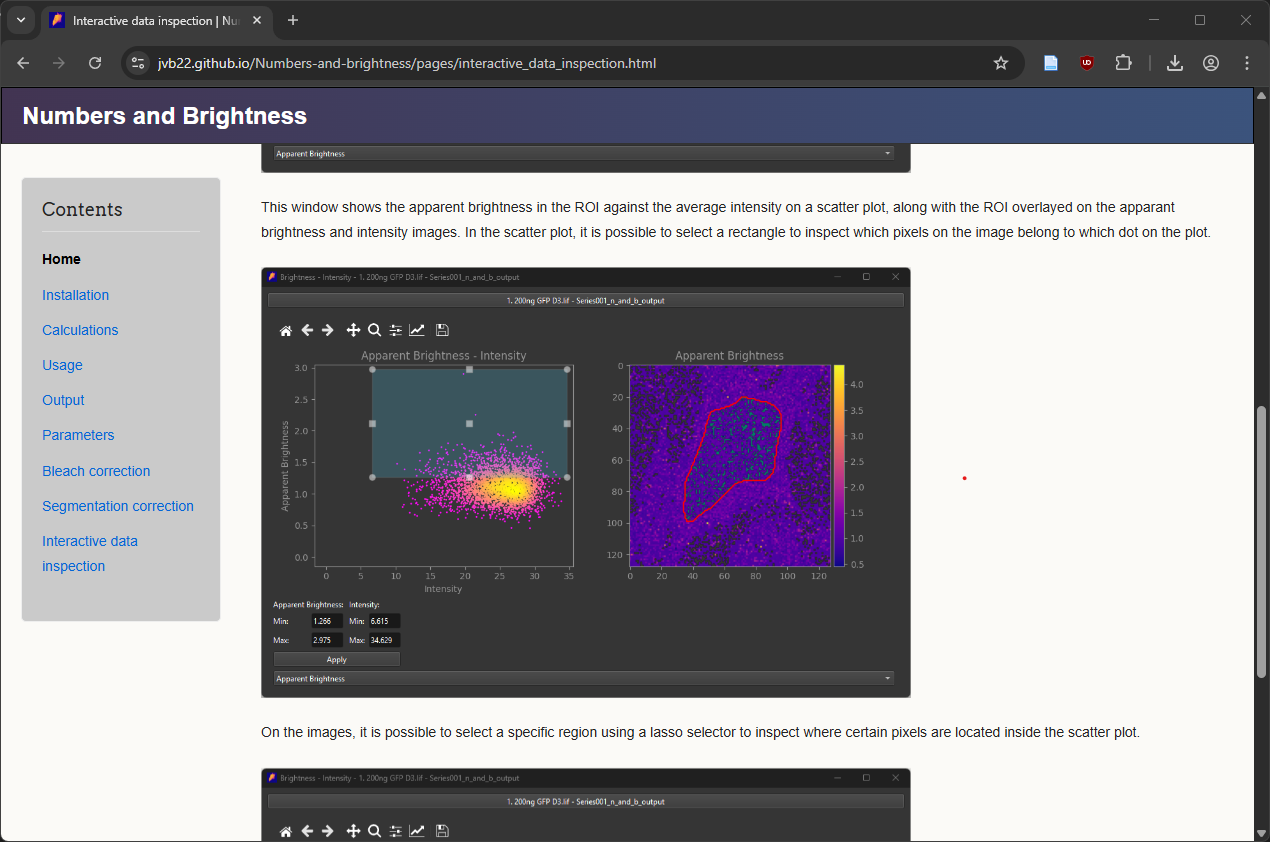 Interactive data inspection | Nu
jvb22.github.io/Numbers-and-brightness/pages/interactive_data_inspection.html
Numbers and Brightness
Contents
Home
Installation
Calculations
Usage
Output
Parameters
Bleach correction
Segmentation correction
Interactive data
inspection
Apparent Brightness
This window shows the apparent brightness in the ROI against the average intensity on a scatter plot, along with the ROI overlayed on the apparant
brightness and intensity images. In the scatter plot, it is possible to select a rectangle to inspect which pixels on the image belong to which dot on the plot.
Brightness - Intensity - 1. 200ng GFP D3.lif - Series001_n_and_b_output
1. 200ng GFP D3.lif - Series001_n_and_b_output
Apparent Brightness - Intensity
3.0
2.5
2.0
1.5
1.0
0.5
0.0
Apparent Brightness
0 5 10 15 20 25 30 35
Intensity
Apparent Brightness
0
20
40
60
80
100
120
0 20 40 60 80 100 120
4.0
3.5
3.0
2.5
2.0
1.5
1.0
0.5
Apparent Brightness: Intensity:
Min: 1.266 Min: 6.615
Max: 2.975 Max: 34.629
Apply
Apparent Brightness
On the images, it is possible to select a specific region using a lasso selector to inspect where certain pixels are located inside the scatter plot.
Brightness - Intensity - 1. 200ng GFP D3.lif - Series001_n_and_b_output
1. 200ng GFP D3.lif - Series001_n_and_b_output